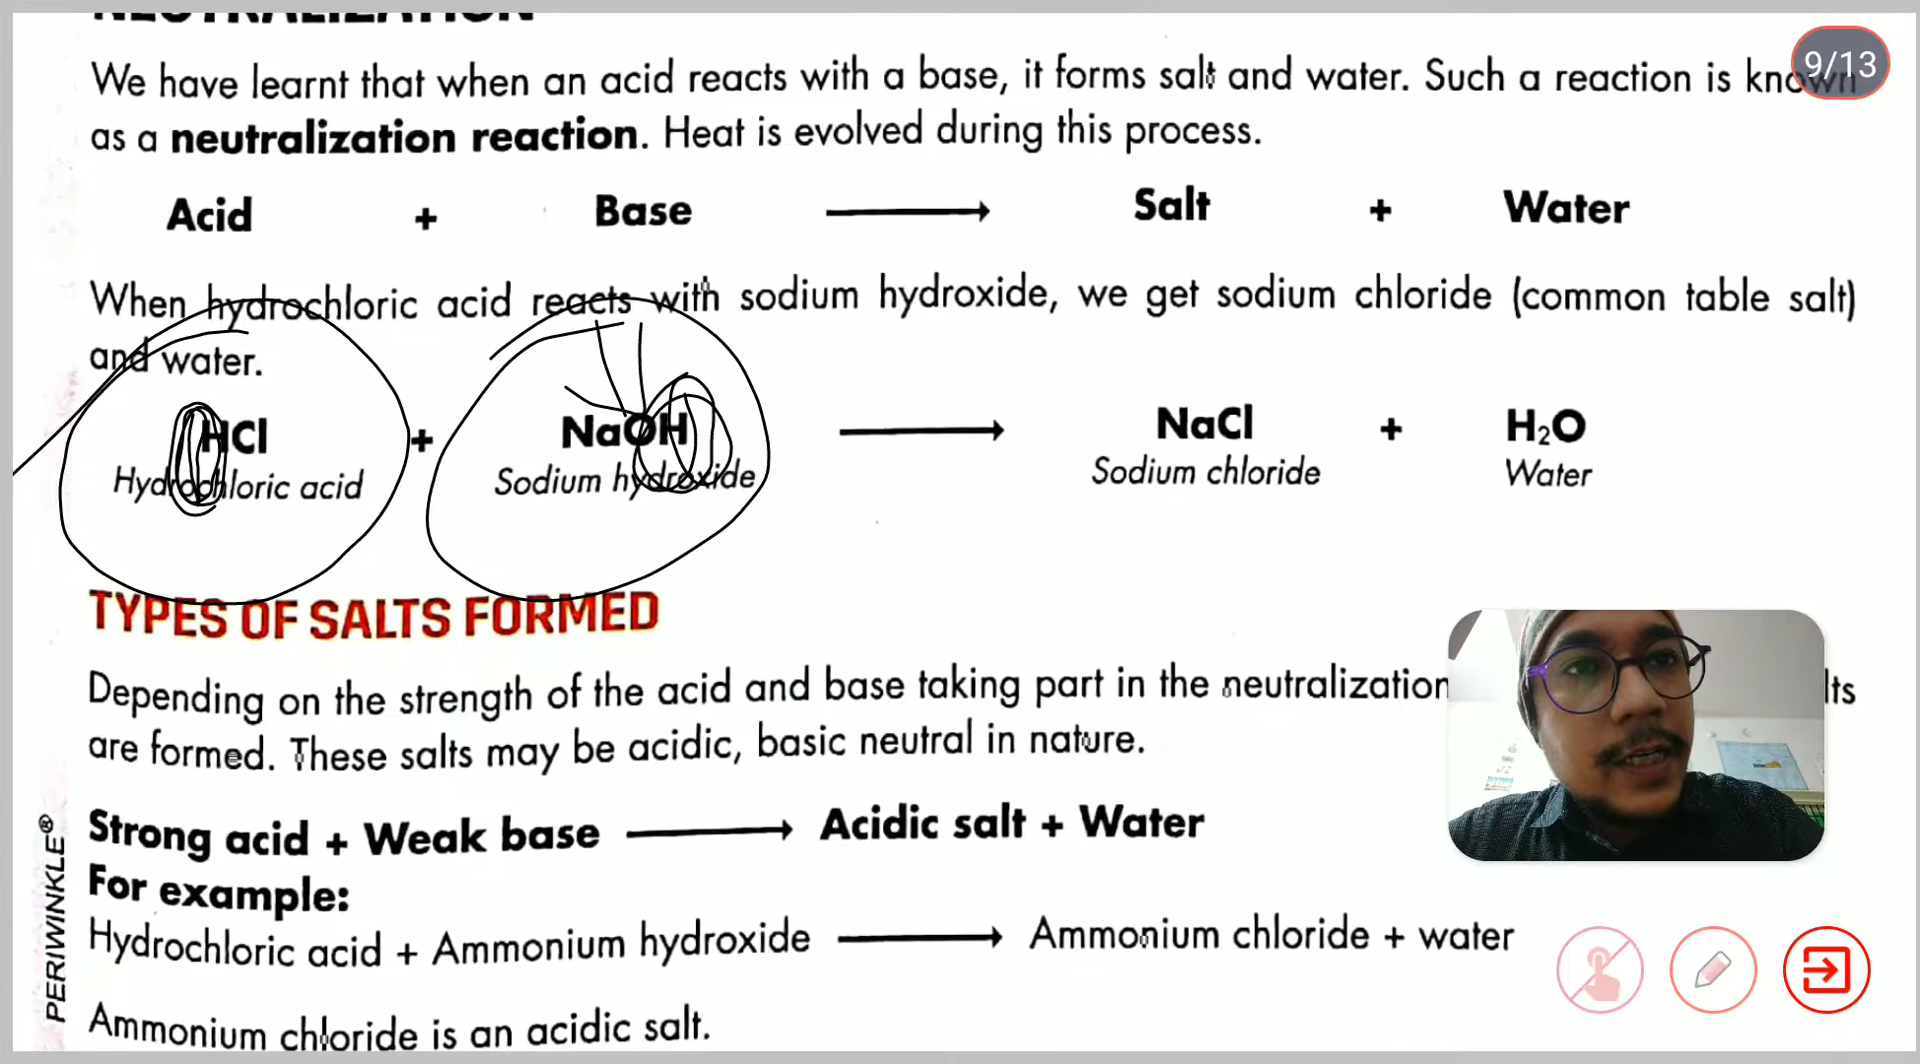 NEUTRALIZATION
9/13
We have learnt that when an acid reacts with a base, it forms salt and water. Such a reaction is known
as a neutralization reaction. Heat is evolved during this process.
Acid + Base ⟶ Salt + Water
When hydrochloric acid reacts with sodium hydroxide, we get sodium chloride (common table salt)
and water.
HCl + NaOH ⟶ NaCl + H₂O
Hydrochloric acid Sodium hydroxide Sodium chloride Water
TYPES OF SALTS FORMED
Depending on the strength of the acid and base taking part in the neutralization lts
are formed. These salts may be acidic, basic neutral in nature.
Strong acid + Weak base ⟶ Acidic salt + Water
For example:
Hydrochloric acid + Ammonium hydroxide ⟶ Ammonium chloride + water
Ammonium chloride is an acidic salt.
PERIWINKLE®